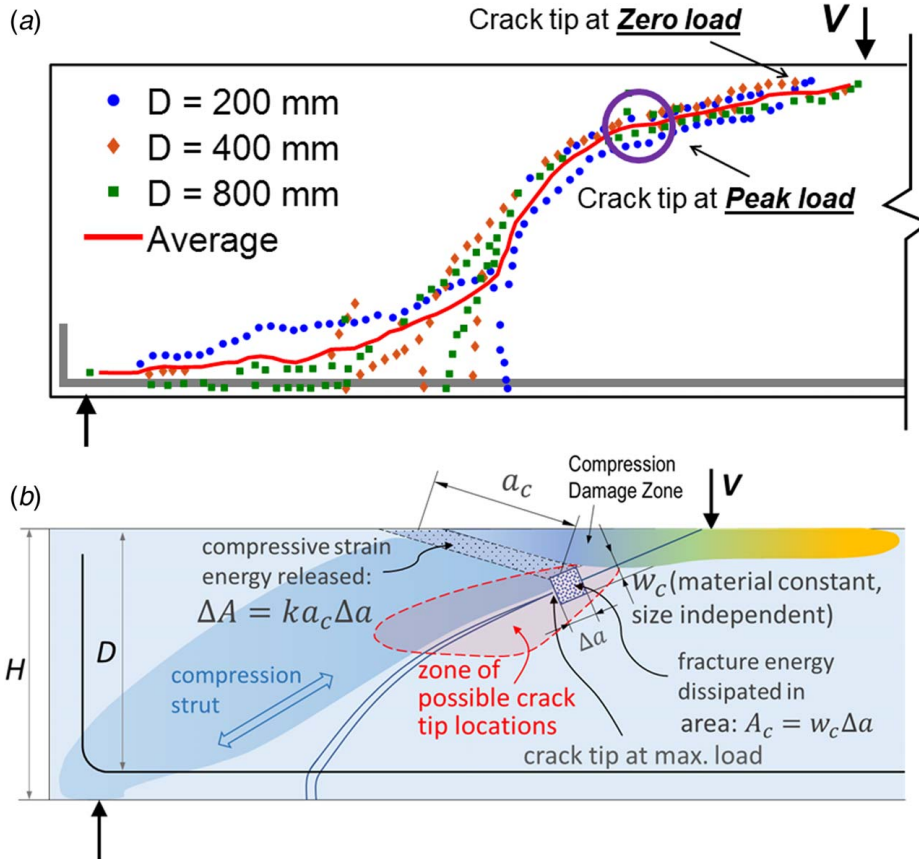 (a)
Crack tip at Zero load
V
D = 200 mm
D = 400 mm
D = 800 mm
Average
Crack tip at Peak load
(b)
a_c
Compression
Damage Zone
V
compressive strain
energy released:
ΔA = ka_cΔa
w_c(material constant,
size independent)
Δa
H
D
compression
strut
zone of
possible crack
tip locations
fracture energy
dissipated in
area: A_c = w_cΔa
crack tip at max. load